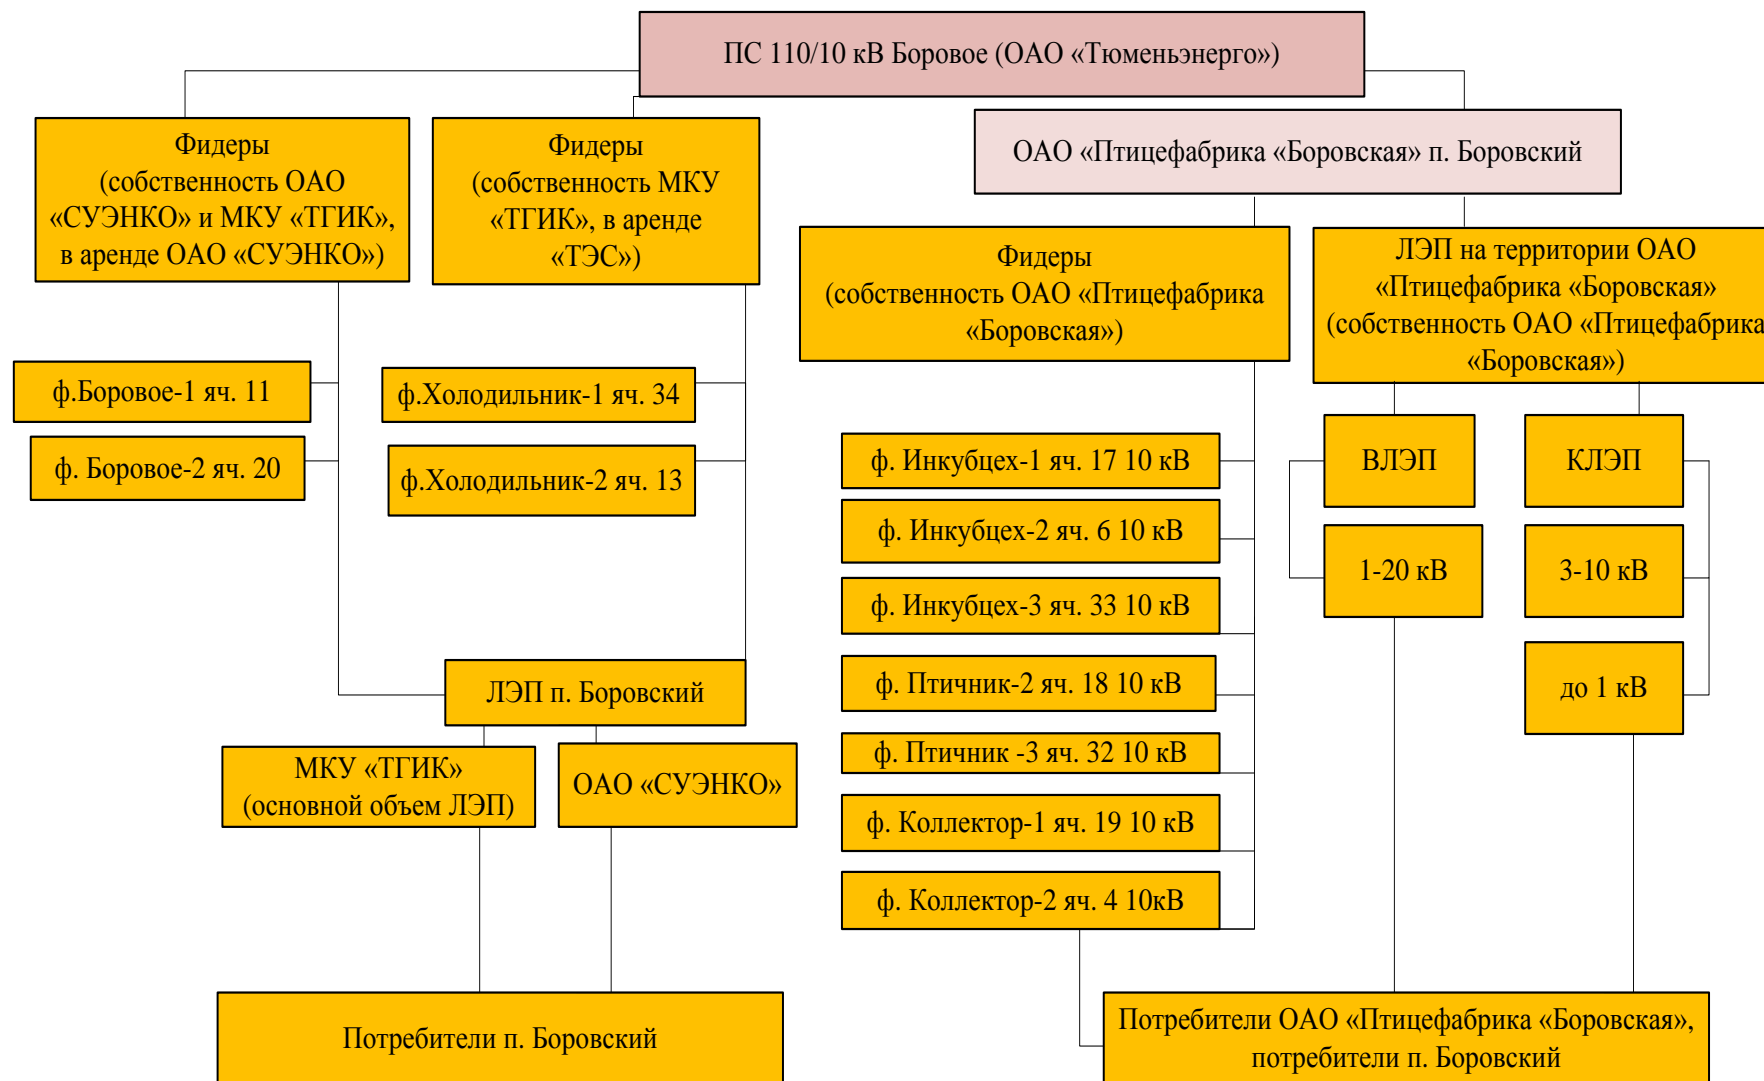 ПС 110/10 кВ Боровое (ОАО «Тюменьэнерго»)
Фидеры
(собственность ОАО
«СУЭНКО» и МКУ «ТГИК»,
в аренде ОАО «СУЭНКО»)
Фидеры
(собственность МКУ
«ТГИК», в аренде
«ТЭС»)
ОАО «Птицефабрика «Боровская» п. Боровский
Фидеры
(собственность ОАО «Птицефабрика
«Боровская»)
ЛЭП на территории ОАО
«Птицефабрика «Боровская»
(собственность ОАО «Птицефабрика
«Боровская»)
ф.Боровое-1 яч. 11
ф. Боровое-2 яч. 20
ф.Холодильник-1 яч. 34
ф.Холодильник-2 яч. 13
ф. Инкубцех-1 яч. 17 10 кВ
ф. Инкубцех-2 яч. 6 10 кВ
ф. Инкубцех-3 яч. 33 10 кВ
ф. Птичник-2 яч. 18 10 кВ
ф. Птичник -3 яч. 32 10 кВ
ф. Коллектор-1 яч. 19 10 кВ
ф. Коллектор-2 яч. 4 10кВ
ВЛЭП
КЛЭП
1-20 кВ
3-10 кВ
до 1 кВ
ЛЭП п. Боровский
МКУ «ТГИК»
(основной объем ЛЭП)
ОАО «СУЭНКО»
Потребители п. Боровский
Потребители ОАО «Птицефабрика «Боровская»,
потребители п. Боровский